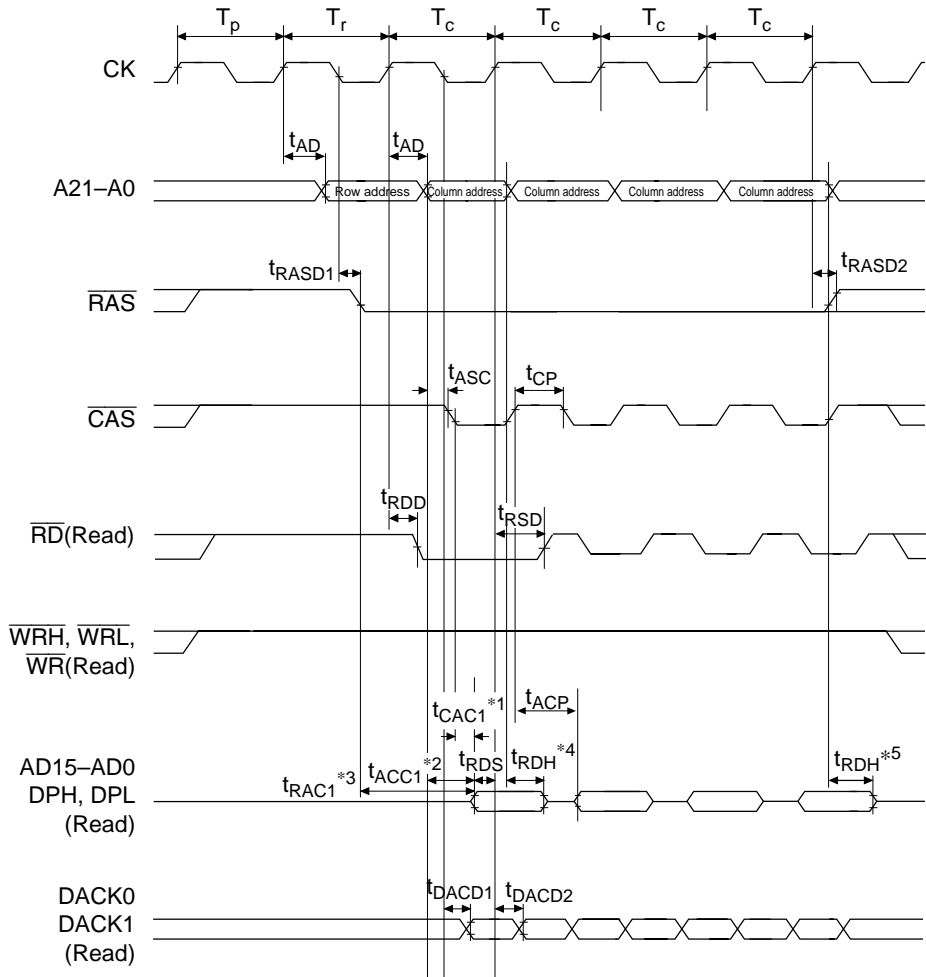 Tp Tr Tc Tc Tc Tc
CK
tAD tAD
A21–A0 Row address Column address Column address Column address Column address
tRASD1 tRASD2
RAS
tASC tCP
CAS
tRDD tRSD
RD(Read)
WRH, WRL,
WR(Read)
tCAC1*1 tACP
AD15–AD0
DPH, DPL
(Read)
tRAC1*3 tACC1*2 tRDS tRDH*4 tRDH*5
DACK0
DACK1
(Read)
tDACD1 tDACD2